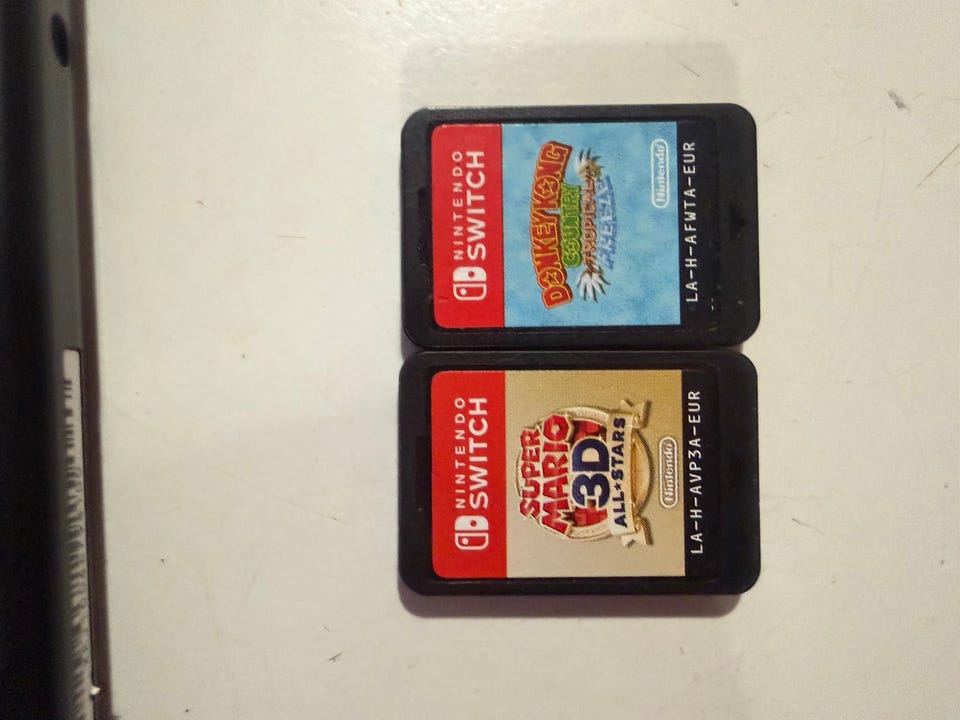 NINTENDO
SWITCH
SUPER
MARIO
3D
ALL★STARS
Nintendo
LA-H-AVP3A-EUR
NINTENDO
SWITCH
DONKEY KONG
COUNTRY
TROPICAL
FREEZE
Nintendo
LA-H-AFWTA-EUR